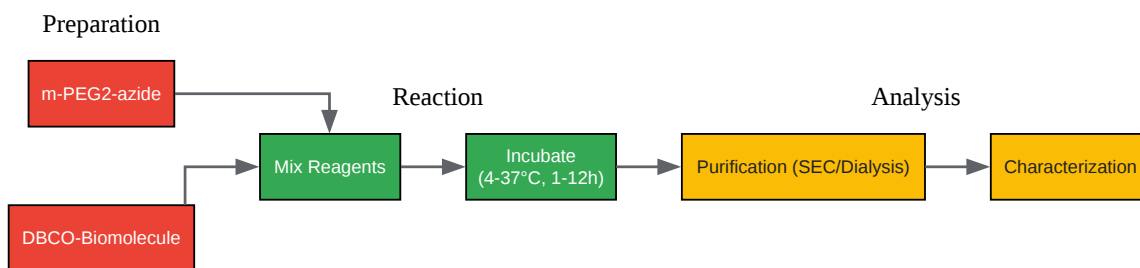 Preparation
m-PEG2-azide
DBCO-Biomolecule
Reaction
Mix Reagents
Incubate
(4-37°C, 1-12h)
Analysis
Purification (SEC/Dialysis)
Characterization